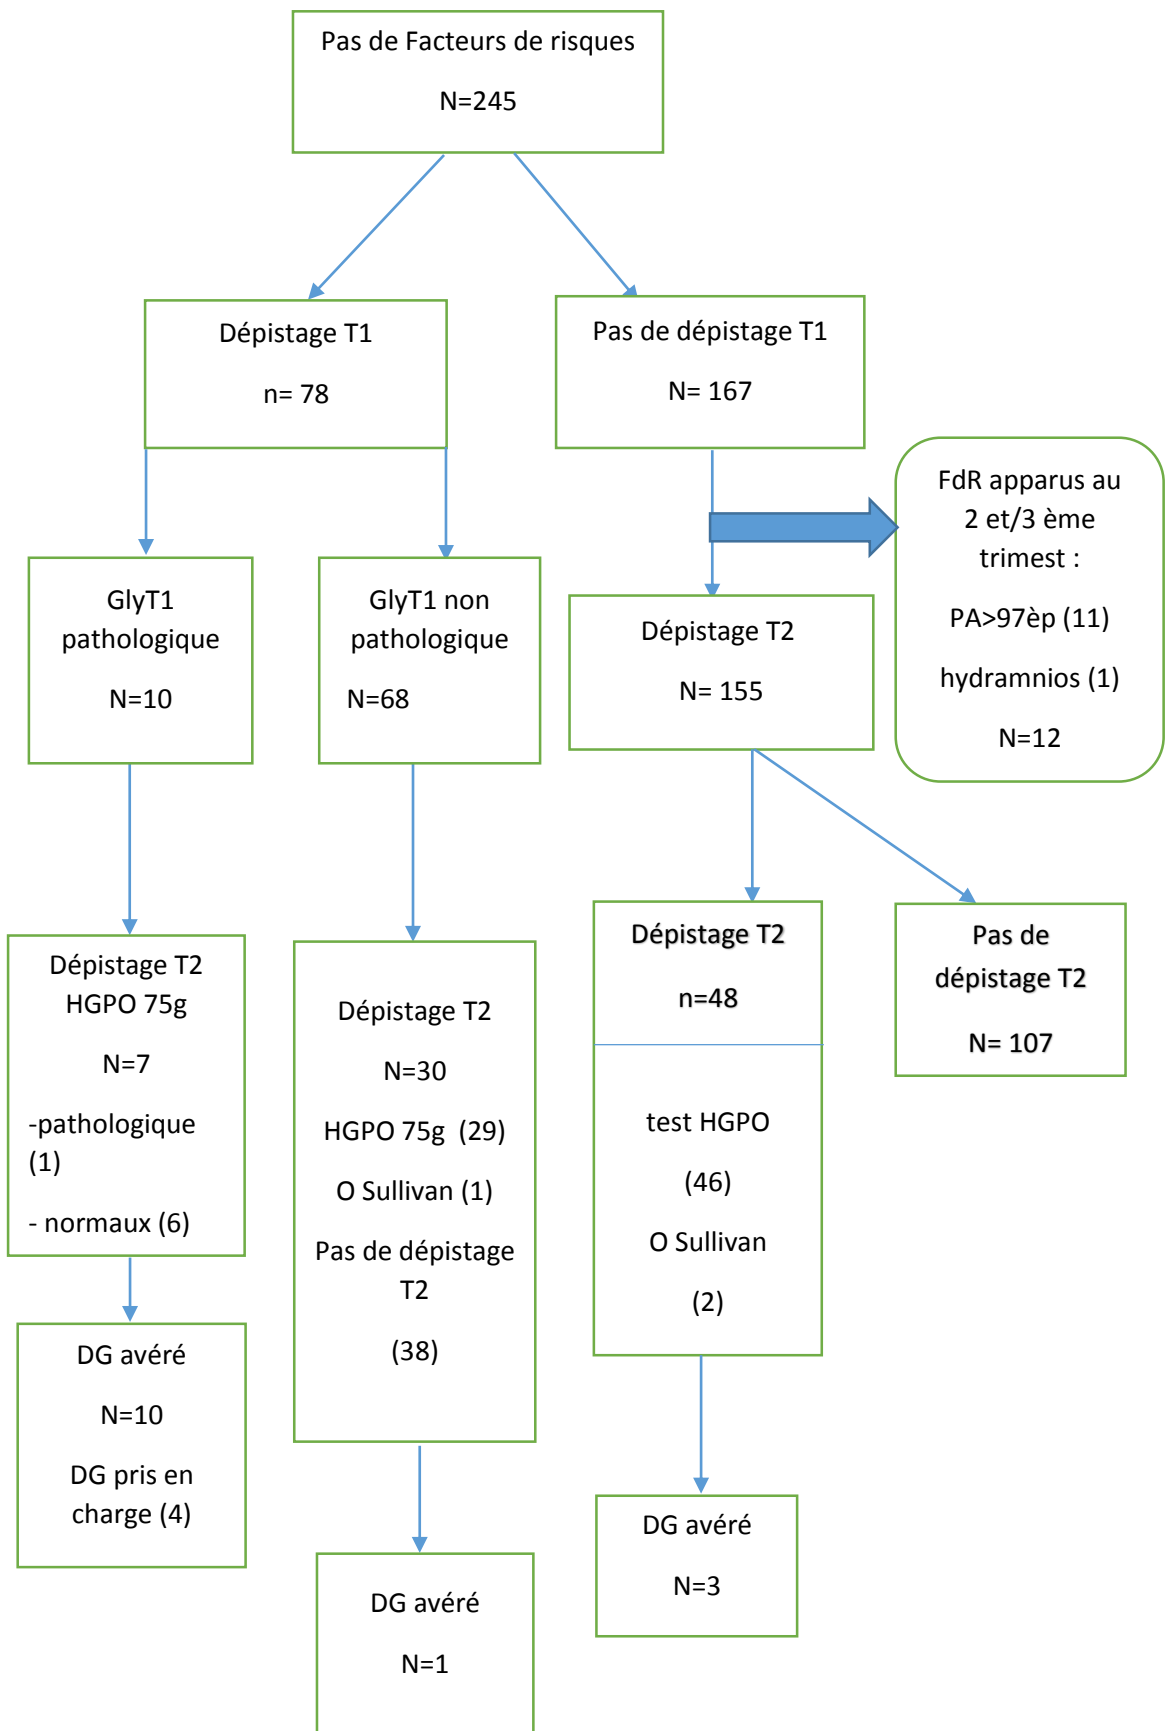 Pas de Facteurs de risques
N=245
Dépistage T1
n= 78
Pas de dépistage T1
N= 167
FdR apparus au
2 et/3 ème
trimest :
PA>97èp (11)
hydramnios (1)
N=12
GlyT1
pathologique
N=10
GlyT1 non
pathologique
N=68
Dépistage T2
N= 155
Dépistage T2
HGPO 75g
N=7
-pathologique
(1)
- normaux (6)
Dépistage T2
N=30
HGPO 75g  (29)
O Sullivan (1)
Pas de dépistage
T2
(38)
Dépistage T2
n=48
test HGPO
(46)
O Sullivan
(2)
Pas de
dépistage T2
N= 107
DG avéré
N=10
DG pris en
charge (4)
DG avéré
N=1
DG avéré
N=3